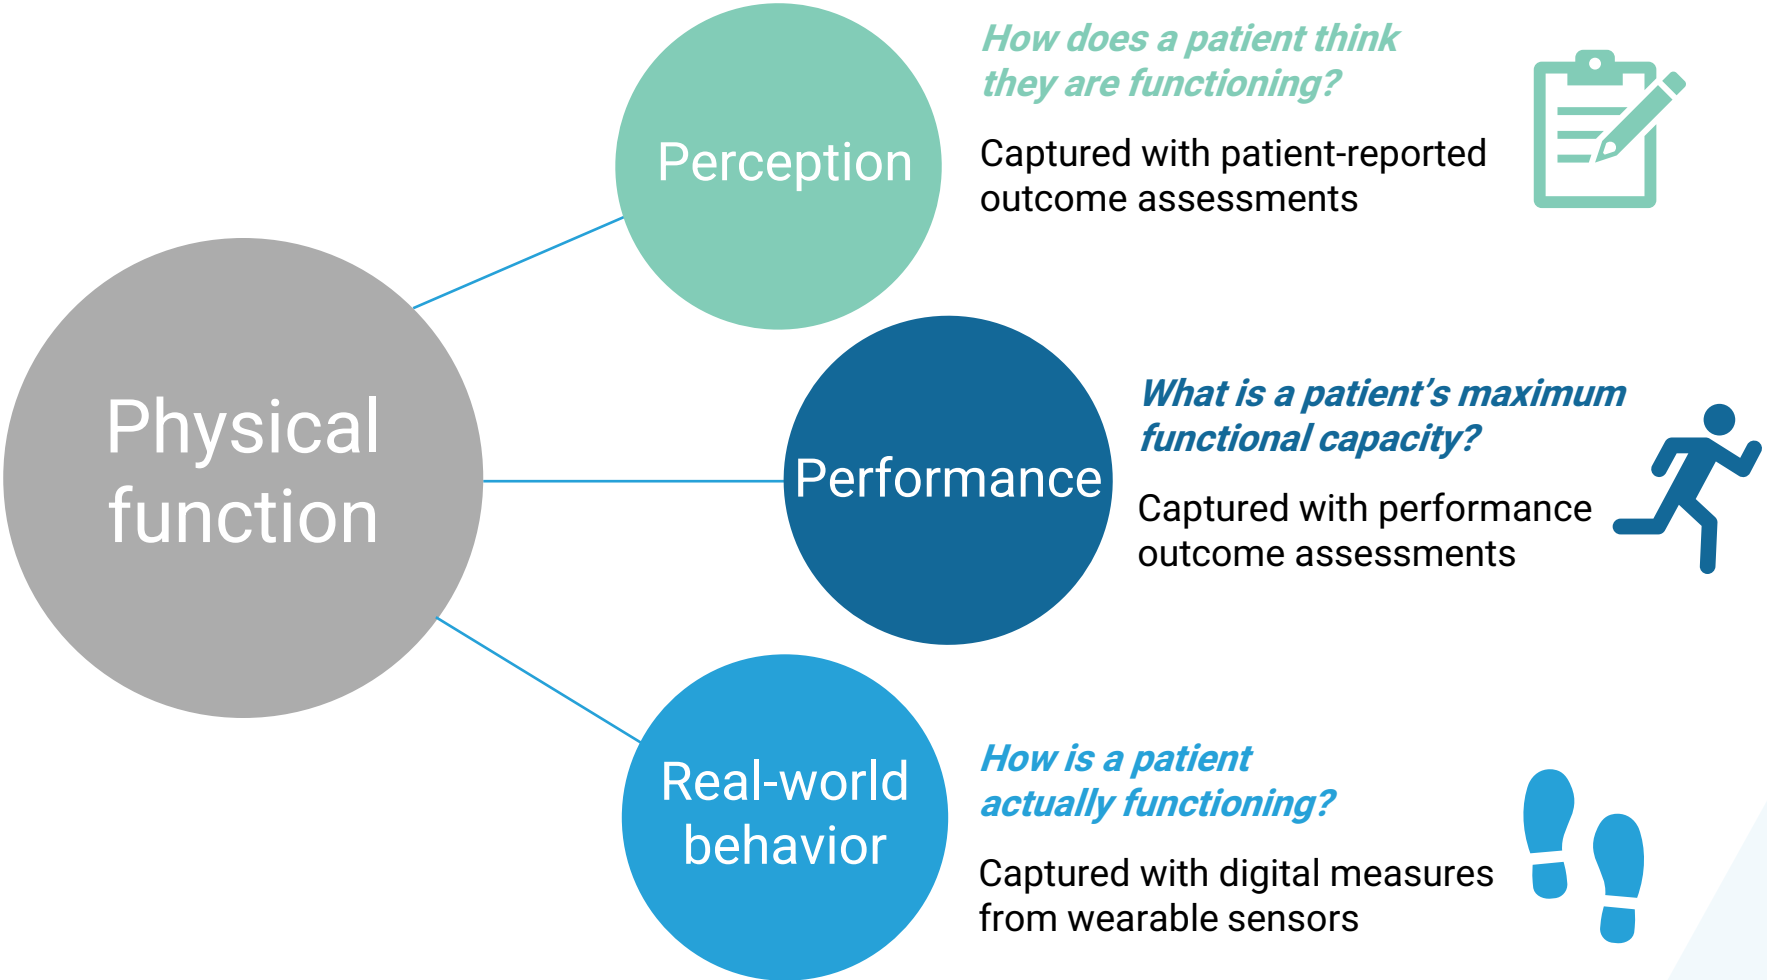 Physical
function
Perception
How does a patient think
they are functioning?
Captured with patient-reported
outcome assessments
Performance
What is a patient’s maximum
functional capacity?
Captured with performance
outcome assessments
Real-world
behavior
How is a patient
actually functioning?
Captured with digital measures
from wearable sensors